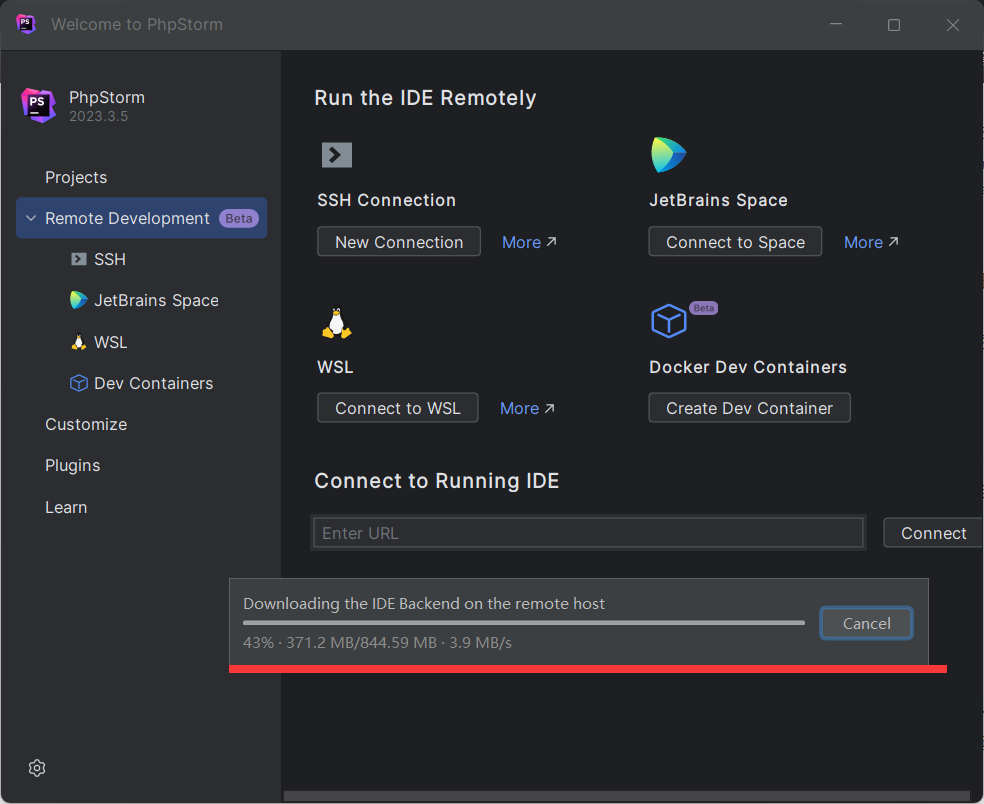 Welcome to PhpStorm
PhpStorm
2023.3.5
Projects
Remote Development Beta
SSH
JetBrains Space
WSL
Dev Containers
Customize
Plugins
Learn
Run the IDE Remotely
SSH Connection
New Connection More ↗
JetBrains Space
Connect to Space More ↗
WSL
Connect to WSL More ↗
Beta
Docker Dev Containers
Create Dev Container
Connect to Running IDE
Enter URL
Connect
Downloading the IDE Backend on the remote host
43% · 371.2 MB/844.59 MB · 3.9 MB/s
Cancel